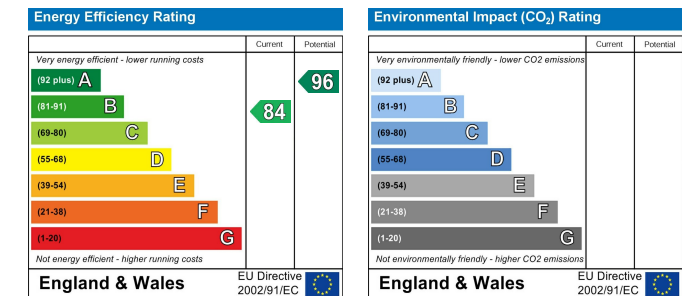 Energy Efficiency Rating
Current Potential
Very energy efficient - lower running costs
(92 plus) A
96
(81-91) B
84
(69-80) C
(55-68) D
(39-54) E
(21-38) F
(1-20) G
Not energy efficient - higher running costs
England & Wales
EU Directive
2002/91/EC
Environmental Impact (CO₂) Rating
Current Potential
Very environmentally friendly - lower CO2 emissions
(92 plus) A
(81-91) B
(69-80) C
(55-68) D
(39-54) E
(21-38) F
(1-20) G
Not environmentally friendly - higher CO2 emissions
England & Wales
EU Directive
2002/91/EC